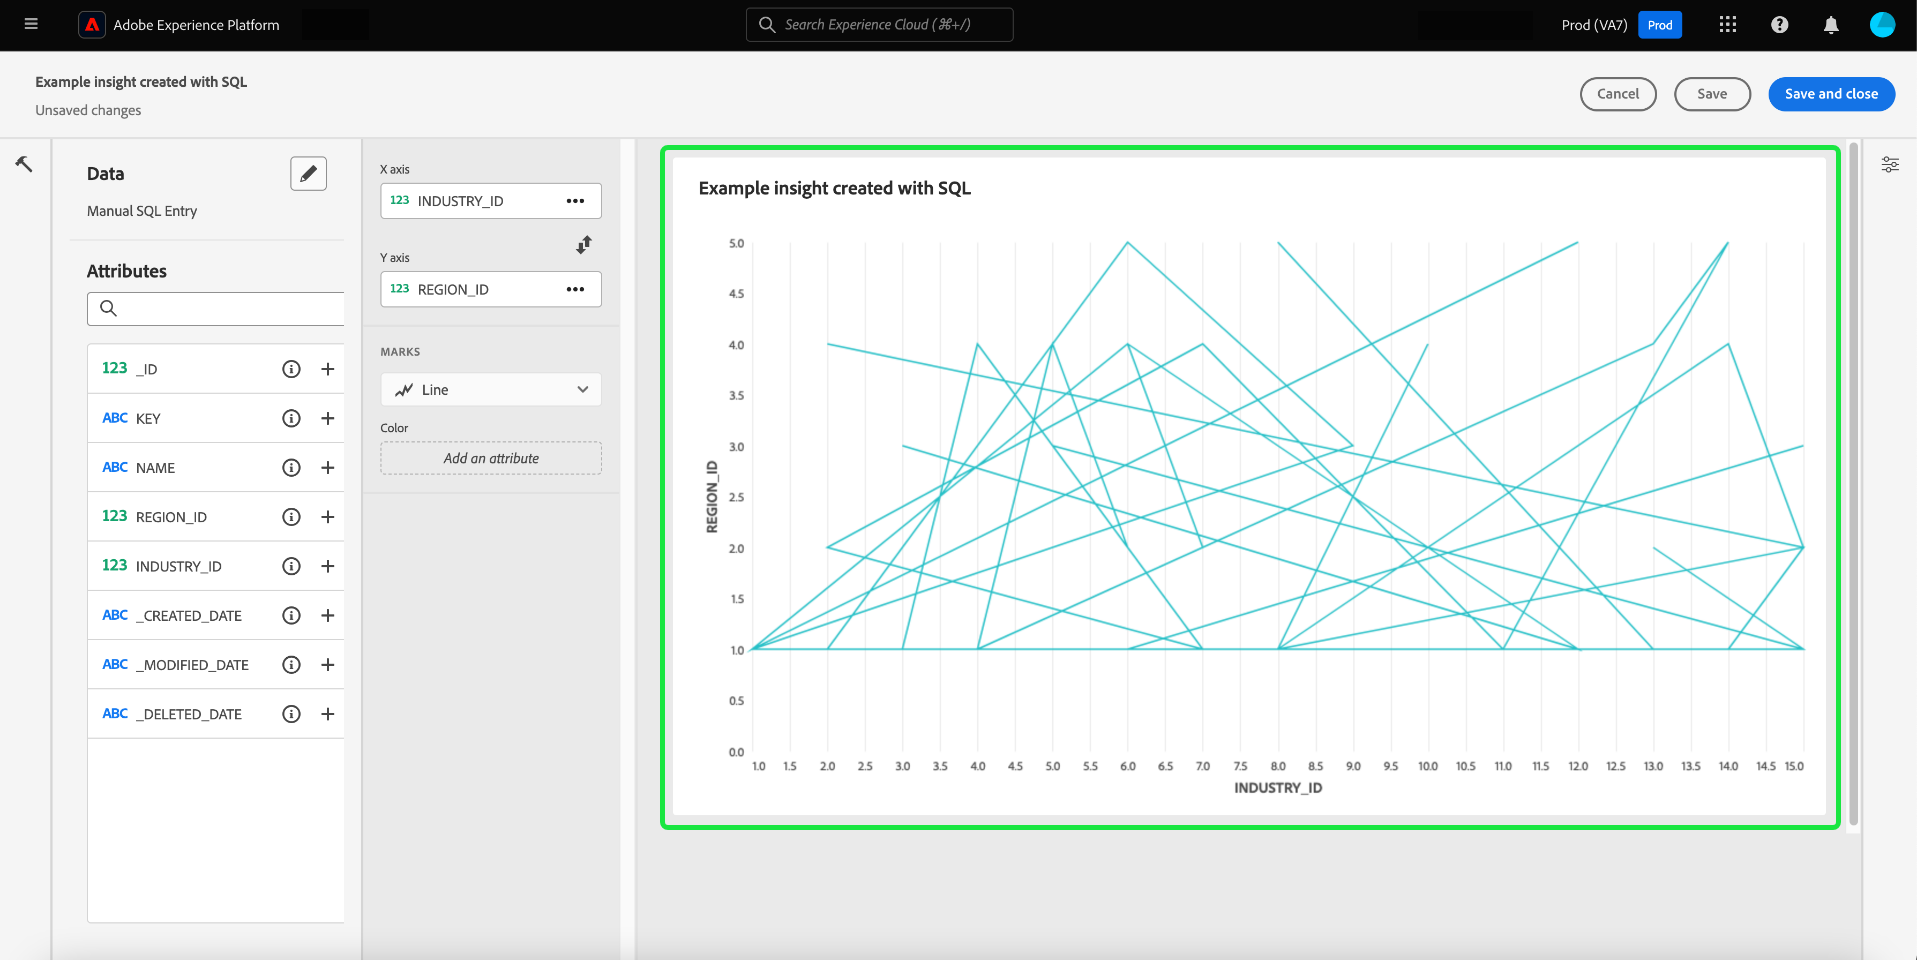 Adobe Experience Platform
Search Experience Cloud (⌘+/)
Prod (VA7)
Prod
Example insight created with SQL
Unsaved changes
Cancel
Save
Save and close
Data
Manual SQL Entry
Attributes
123 _ID
ABC KEY
ABC NAME
123 REGION_ID
123 INDUSTRY_ID
ABC _CREATED_DATE
ABC _MODIFIED_DATE
ABC _DELETED_DATE
X axis
123 INDUSTRY_ID
Y axis
123 REGION_ID
MARKS
Line
Color
Add an attribute
Example insight created with SQL
5.0
4.5
4.0
3.5
3.0
2.5
2.0
1.5
1.0
0.5
0.0
REGION_ID
1.0 1.5 2.0 2.5 3.0 3.5 4.0 4.5 5.0 5.5 6.0 6.5 7.0 7.5 8.0 8.5 9.0 9.5 10.0 10.5 11.0 11.5 12.0 12.5 13.0 13.5 14.0 14.5 15.0
INDUSTRY_ID